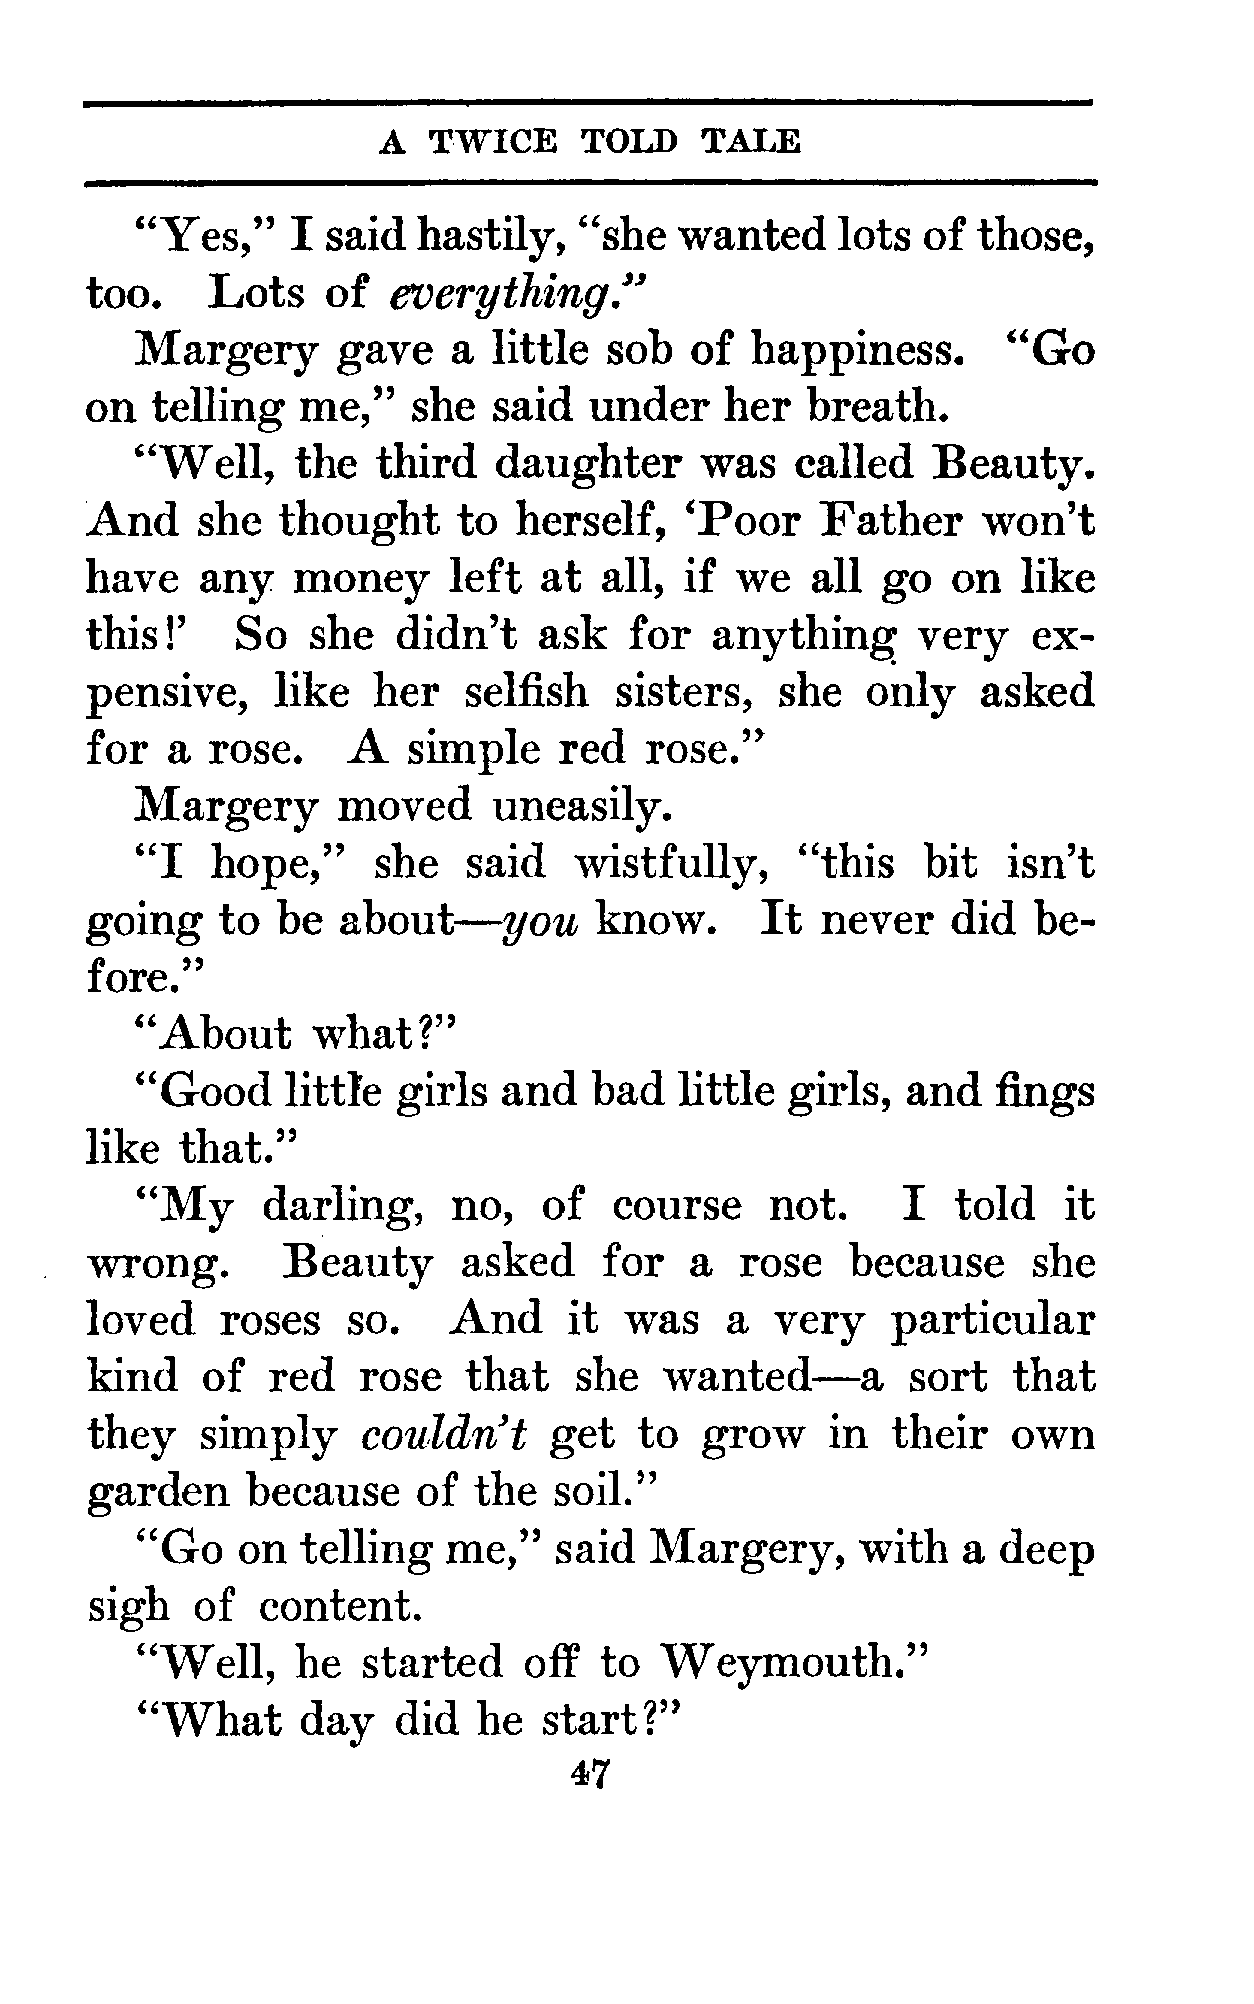 A TWICE TOLD TALE
“Yes,” I said hastily, “she wanted lots of those,
too. Lots of everything.”
Margery gave a little sob of happiness. “Go
on telling me,” she said under her breath.
“Well, the third daughter was called Beauty.
And she thought to herself, ‘Poor Father won’t
have any money left at all, if we all go on like
this!’ So she didn’t ask for anything very ex-
pensive, like her selfish sisters, she only asked
for a rose. A simple red rose.”
Margery moved uneasily.
“I hope,” she said wistfully, “this bit isn’t
going to be about—you know. It never did be-
fore.”
“About what?”
“Good little girls and bad little girls, and fings
like that.”
“My darling, no, of course not. I told it
wrong. Beauty asked for a rose because she
loved roses so. And it was a very particular
kind of red rose that she wanted—a sort that
they simply couldn’t get to grow in their own
garden because of the soil.”
“Go on telling me,” said Margery, with a deep
sigh of content.
“Well, he started off to Weymouth.”
“What day did he start?”
47